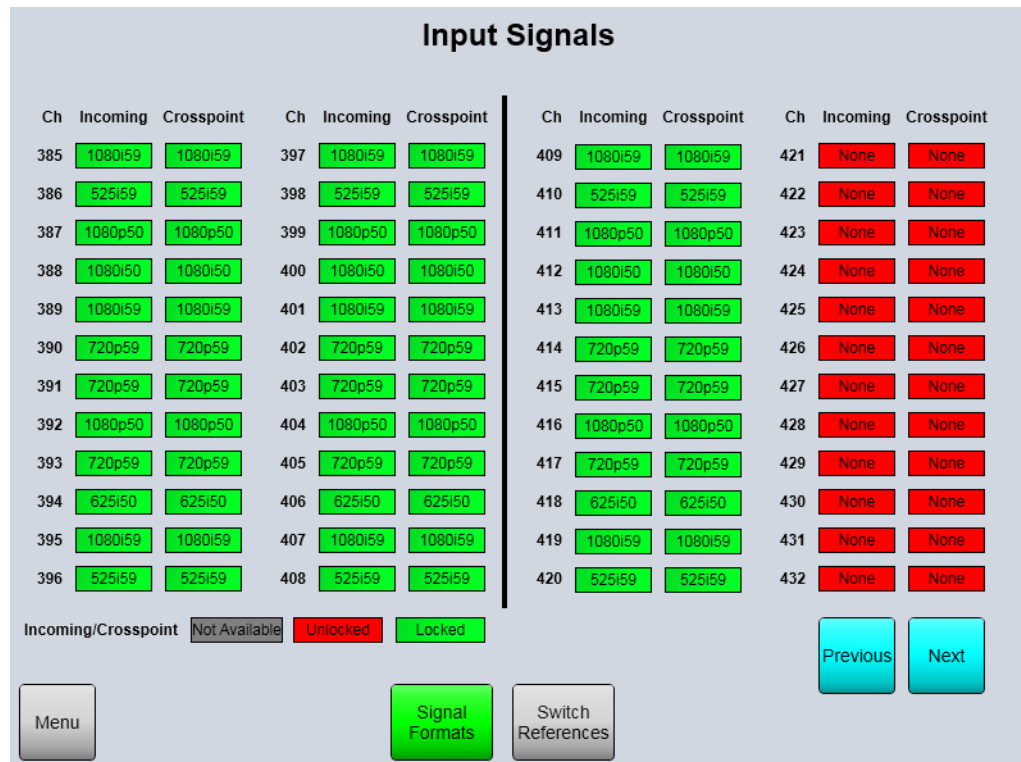 Input Signals
Ch Incoming Crosspoint Ch Incoming Crosspoint Ch Incoming Crosspoint Ch Incoming Crosspoint
385 1080i59 1080i59 397 1080i59 1080i59 409 1080i59 1080i59 421 None None
386 525i59 525i59 398 525i59 525i59 410 525i59 525i59 422 None None
387 1080p50 1080p50 399 1080p50 1080p50 411 1080p50 1080p50 423 None None
388 1080i50 1080i50 400 1080i50 1080i50 412 1080i50 1080i50 424 None None
389 1080i59 1080i59 401 1080i59 1080i59 413 1080i59 1080i59 425 None None
390 720p59 720p59 402 720p59 720p59 414 720p59 720p59 426 None None
391 720p59 720p59 403 720p59 720p59 415 720p59 720p59 427 None None
392 1080p50 1080p50 404 1080p50 1080p50 416 1080p50 1080p50 428 None None
393 720p59 720p59 405 720p59 720p59 417 720p59 720p59 429 None None
394 625i50 625i50 406 625i50 625i50 418 625i50 625i50 430 None None
395 1080i59 1080i59 407 1080i59 1080i59 419 1080i59 1080i59 431 None None
396 525i59 525i59 408 525i59 525i59 420 525i59 525i59 432 None None
Incoming/Crosspoint Not Available Unlocked Locked
Previous Next
Menu
Signal
Formats
Switch
References